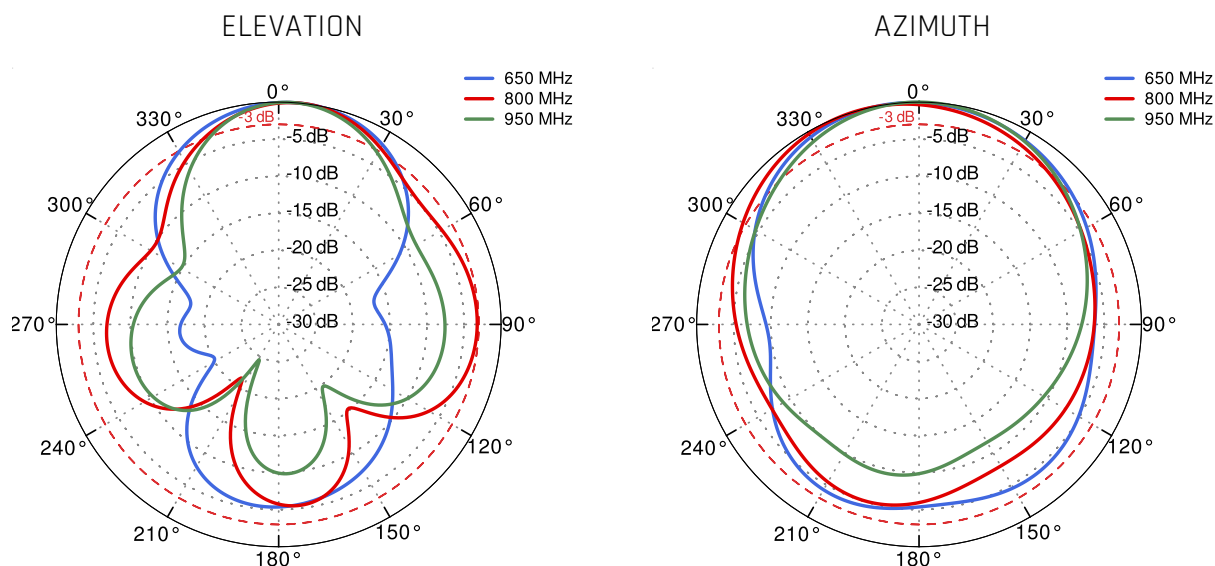 ELEVATION
650 MHz
800 MHz
950 MHz
0°
30°
60°
90°
120°
150°
180°
210°
240°
270°
300°
330°
-3 dB
-5 dB
-10 dB
-15 dB
-20 dB
-25 dB
-30 dB
AZIMUTH
650 MHz
800 MHz
950 MHz
0°
30°
60°
90°
120°
150°
180°
210°
240°
270°
300°
330°
-3 dB
-5 dB
-10 dB
-15 dB
-20 dB
-25 dB
-30 dB